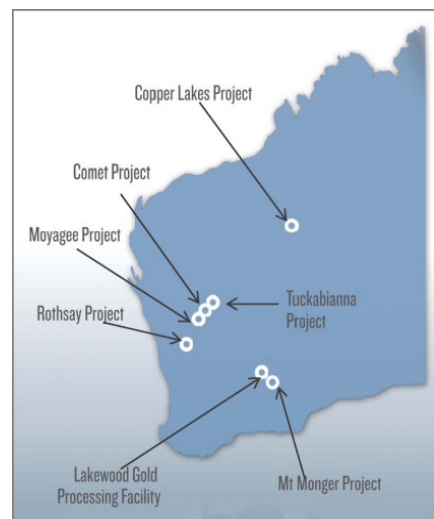 Copper Lakes Project
Comet Project
Moyagee Project
Tuckabianna
Project
Rothsay Project
Lakewood Gold
Processing Facility
Mt Monger Project